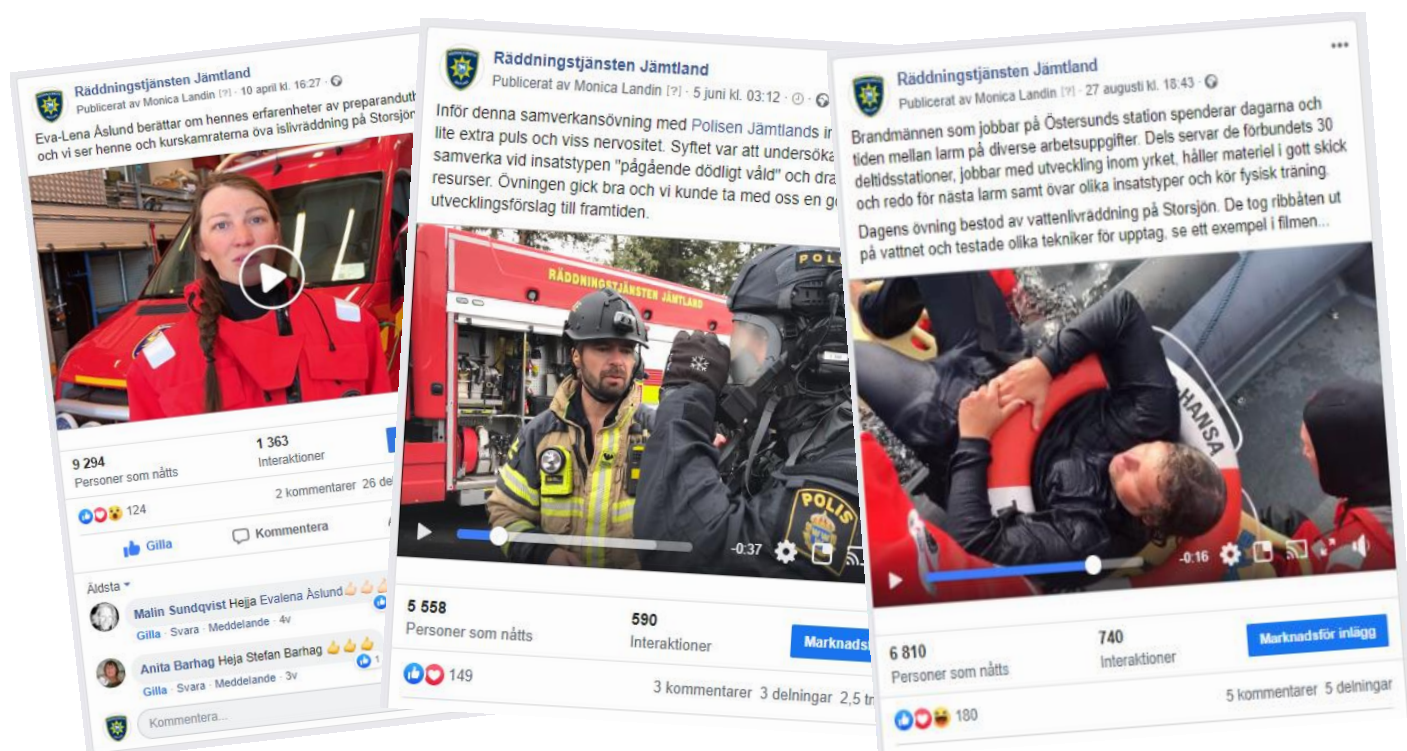 Räddningstjänsten Jämtland
Publicerat av Monica Landin [?] · 10 april kl. 16:27 ·
Eva-Lena Åslund berättar om hennes erfarenheter av preparandutb
och vi ser henne och kurskamraterna öva islivräddning på Storsjön
9 294
Personer som nåtts
1 363
Interaktioner
124
2 kommentarer 26 del
Gilla
Kommentera
Äldsta
Malin Sundqvist Hejja Evalena Åslund
Gilla · Svara · Meddelande · 4v
Anita Barhag Heja Stefan Barhag
1
Gilla · Svara · Meddelande · 3v
Kommentera...
Räddningstjänsten Jämtland
Publicerat av Monica Landin [?] · 5 juni kl. 03:12 ·
Inför denna samverkansövning med Polisen Jämtlands in
lite extra puls och viss nervositet. Syftet var att undersöka
samverka vid insatstypen "pågående dödligt våld" och dra
resurser. Övningen gick bra och vi kunde ta med oss en go
utvecklingsförslag till framtiden.
RÄDDNINGSTJÄNSTEN JÄMTLAND
POL
POLIS
-0:37
5 558
Personer som nåtts
590
Interaktioner
Marknadsf
149
3 kommentarer 3 delningar 2,5 tn
Räddningstjänsten Jämtland
Publicerat av Monica Landin [?] · 27 augusti kl. 18:43 ·
Brandmännen som jobbar på Östersunds station spenderar dagarna och
tiden mellan larm på diverse arbetsuppgifter. Dels servar de förbundets 30
deltidsstationer, jobbar med utveckling inom yrket, håller materiel i gott skick
och redo för nästa larm samt övar olika insatstyper och kör fysisk träning.
Dagens övning bestod av vattenlivräddning på Storsjön. De tog ribbåten ut
på vattnet och testade olika tekniker för upptag, se ett exempel i filmen...
HANSA
-0:16
6 810
Personer som nåtts
740
Interaktioner
Marknadsför inlägg
180
5 kommentarer 5 delningar